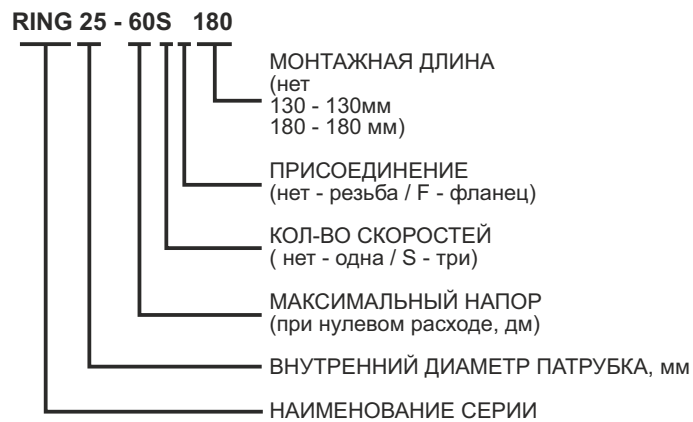 RING 25 - 60S 180
МОНТАЖНАЯ ДЛИНА
(нет
130 - 130мм
180 - 180 мм)
ПРИСОЕДИНЕНИЕ
(нет - резьба / F - фланец)
КОЛ-ВО СКОРОСТЕЙ
( нет - одна / S - три)
МАКСИМАЛЬНЫЙ НАПОР
(при нулевом расходе, дм)
ВНУТРЕННИЙ ДИАМЕТР ПАТРУБКА, мм
НАИМЕНОВАНИЕ СЕРИИ